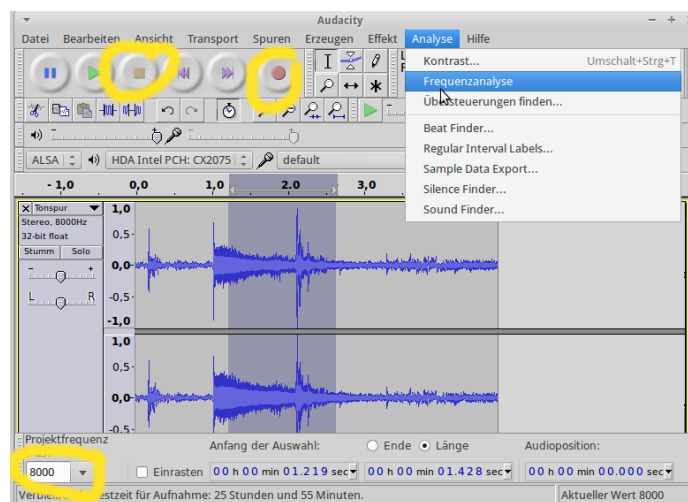 Audacity
Datei Bearbeiten Ansicht Transport Spuren Erzeugen Effekt Analyse Hilfe
Kontrast... Umschalt+Strg+T
Frequenzanalyse
Übersteuerungen finden...
Beat Finder...
Regular Interval Labels...
Sample Data Export...
Silence Finder...
Sound Finder...
ALSA HDA Intel PCH: CX2075 default
- 1,0 0,0 1,0 2,0 3,0
Tonspur
Stereo, 8000Hz
32-bit float
Stumm Solo
- +
L R
1,0
0,5
0,0
-0,5
-1,0
1,0
0,5
0,0
-0,5
Projektfrequenz Anfang der Auswahl: Ende Länge Audioposition:
8000 Einrasten 00 h 00 min 01.219 sec 00 h 00 min 01.428 sec 00 h 00 min 00.000 sec
für Aufnahme: 25 Stunden und 55 Minuten. Aktueller Wert 8000